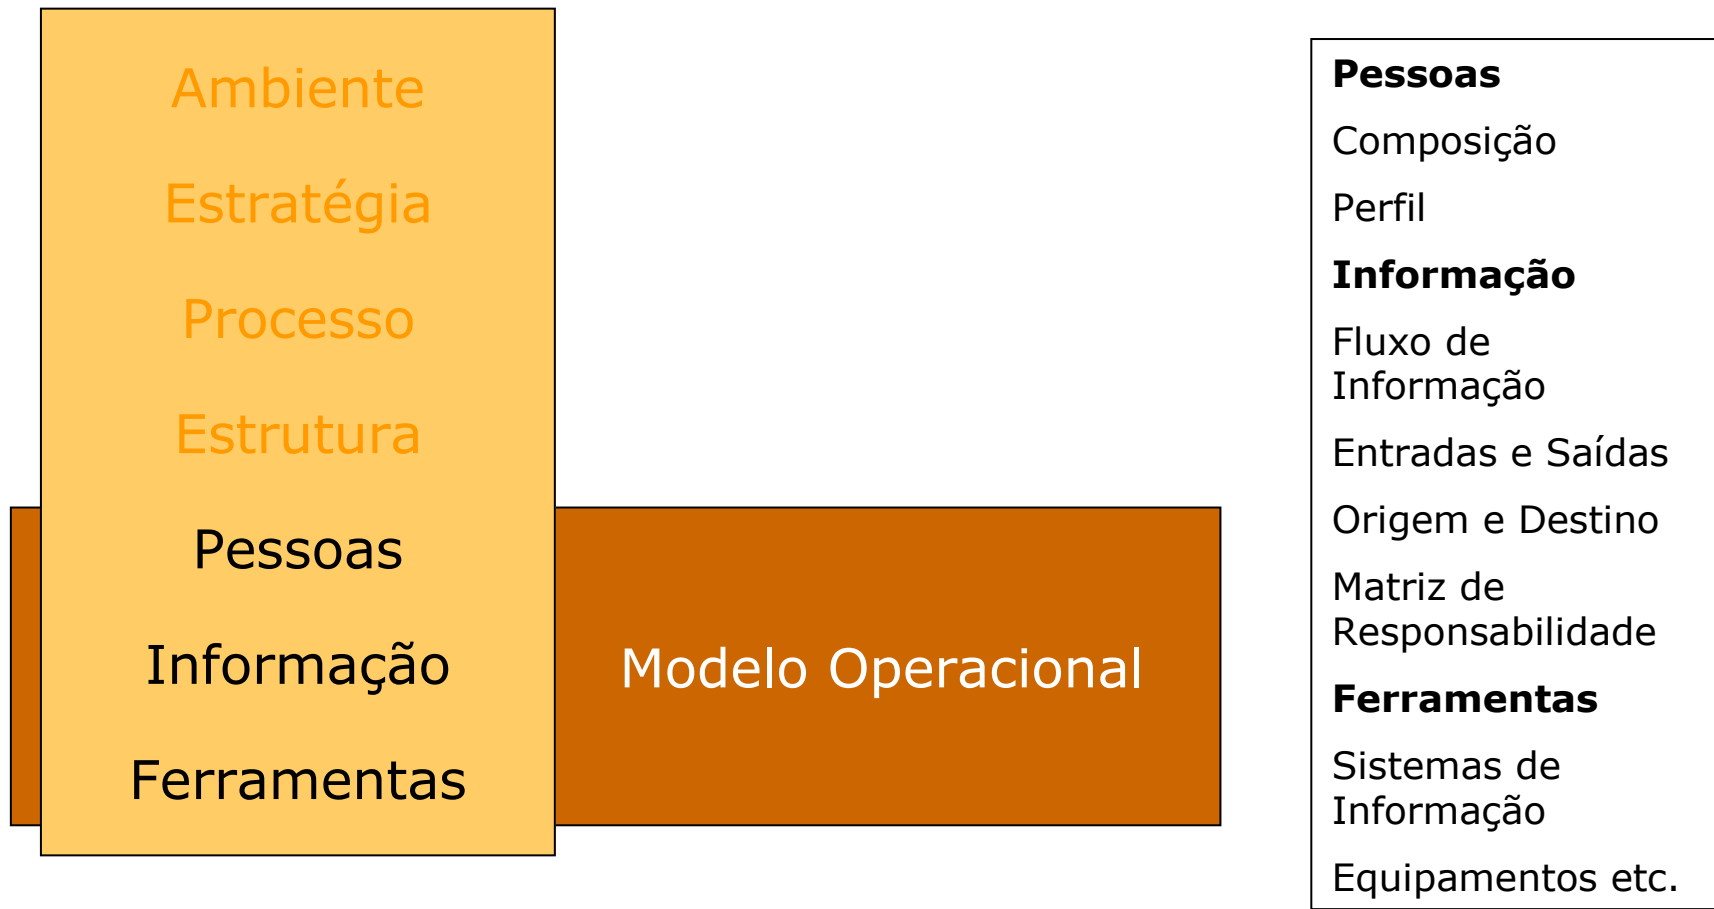 Ambiente
Estratégia
Processo
Estrutura
Pessoas
Informação
Ferramentas
Modelo Operacional
Pessoas
Composição
Perfil
Informação
Fluxo de
Informação
Entradas e Saídas
Origem e Destino
Matriz de
Responsabilidade
Ferramentas
Sistemas de
Informação
Equipamentos etc.